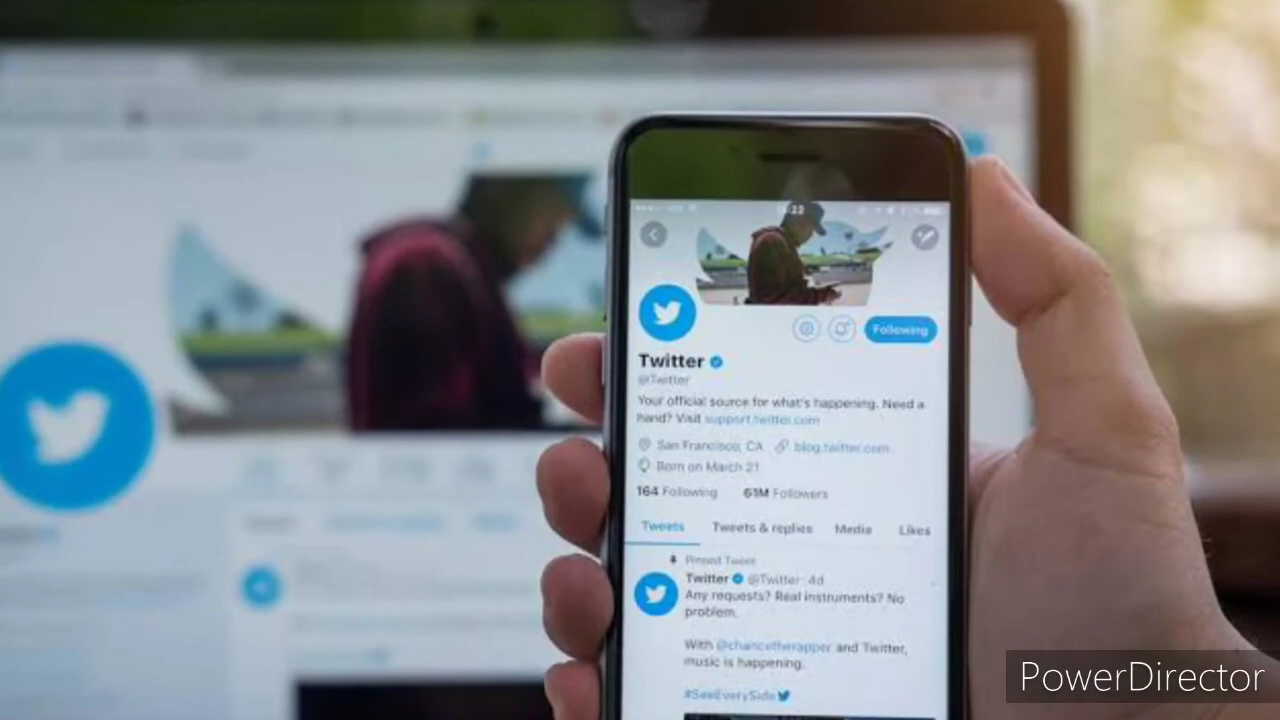 Following
Twitter
@Twitter
Your official source for what's happening. Need a
hand? Visit support.twitter.com
San Francisco, CA blog.twitter.com
Born on March 21
164 Following 61M Followers
Tweets Tweets & replies Media Likes
Pinned Tweet
Twitter @Twitter · 4d
Any requests? Real instruments? No
problem.
With @chancetherapper and Twitter,
music is happening.
#SeeEverySide
PowerDirector